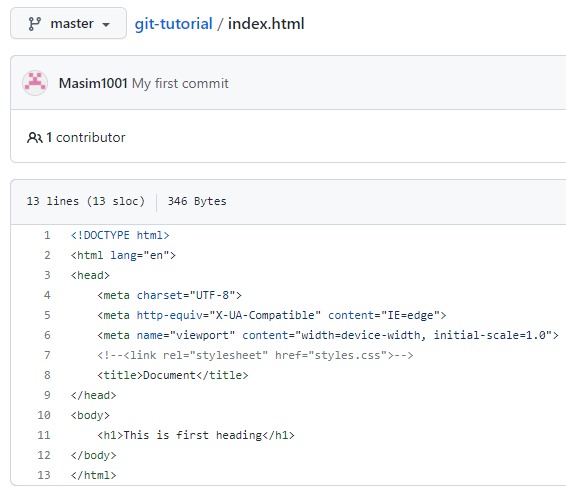 master git-tutorial / index.html
Masim1001 My first commit
1 contributor
13 lines (13 sloc) 346 Bytes
1 <!DOCTYPE html>
2 <html lang="en">
3 <head>
4 <meta charset="UTF-8">
5 <meta http-equiv="X-UA-Compatible" content="IE=edge">
6 <meta name="viewport" content="width=device-width, initial-scale=1.0">
7 <!--<link rel="stylesheet" href="styles.css">-->
8 <title>Document</title>
9 </head>
10 <body>
11 <h1>This is first heading</h1>
12 </body>
13 </html>